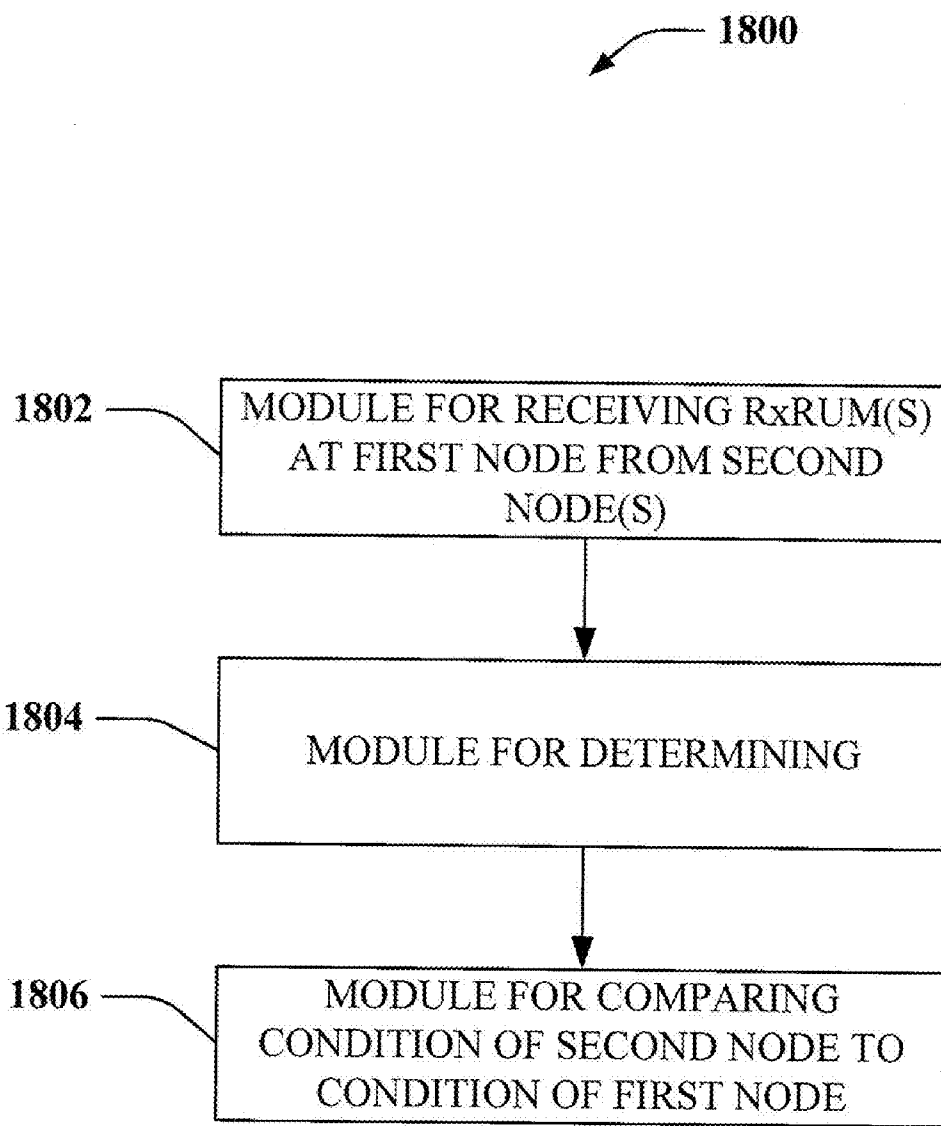 1800
1802
MODULE FOR RECEIVING RxRUM(S)
AT FIRST NODE FROM SECOND
NODE(S)
1804
MODULE FOR DETERMINING
1806
MODULE FOR COMPARING
CONDITION OF SECOND NODE TO
CONDITION OF FIRST NODE